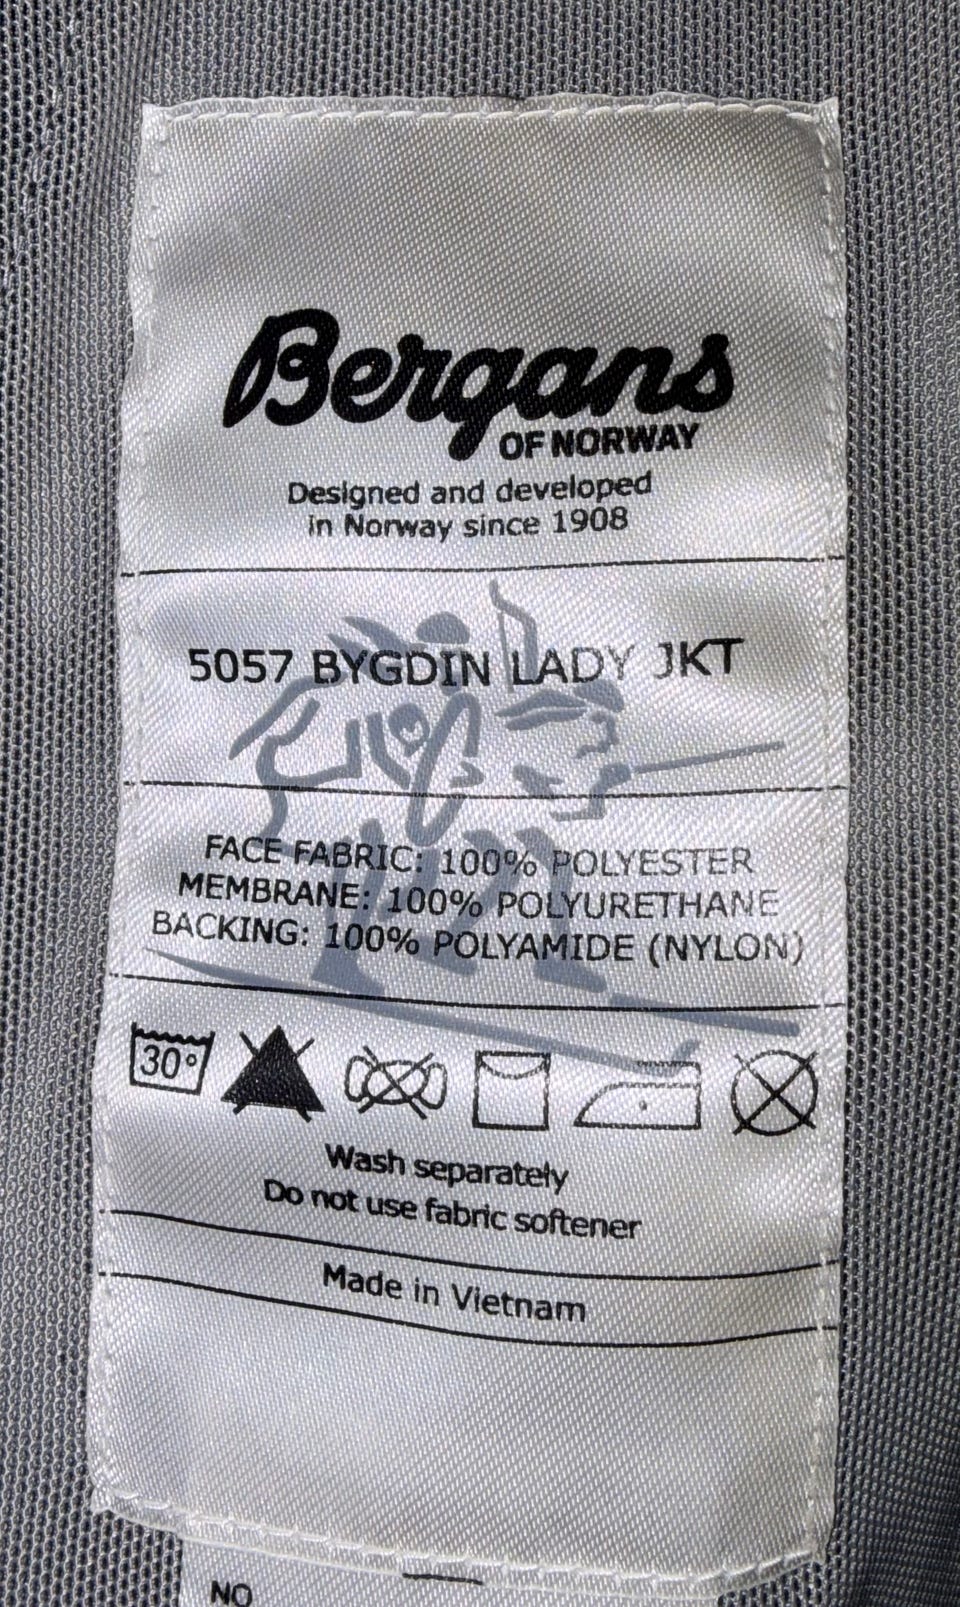 Bergans
OF NORWAY
Designed and developed
in Norway since 1908
5057 BYGDIN LADY JKT
FACE FABRIC: 100% POLYESTER
MEMBRANE: 100% POLYURETHANE
BACKING: 100% POLYAMIDE (NYLON)
30°
Wash separately
Do not use fabric softener
Made in Vietnam
NO